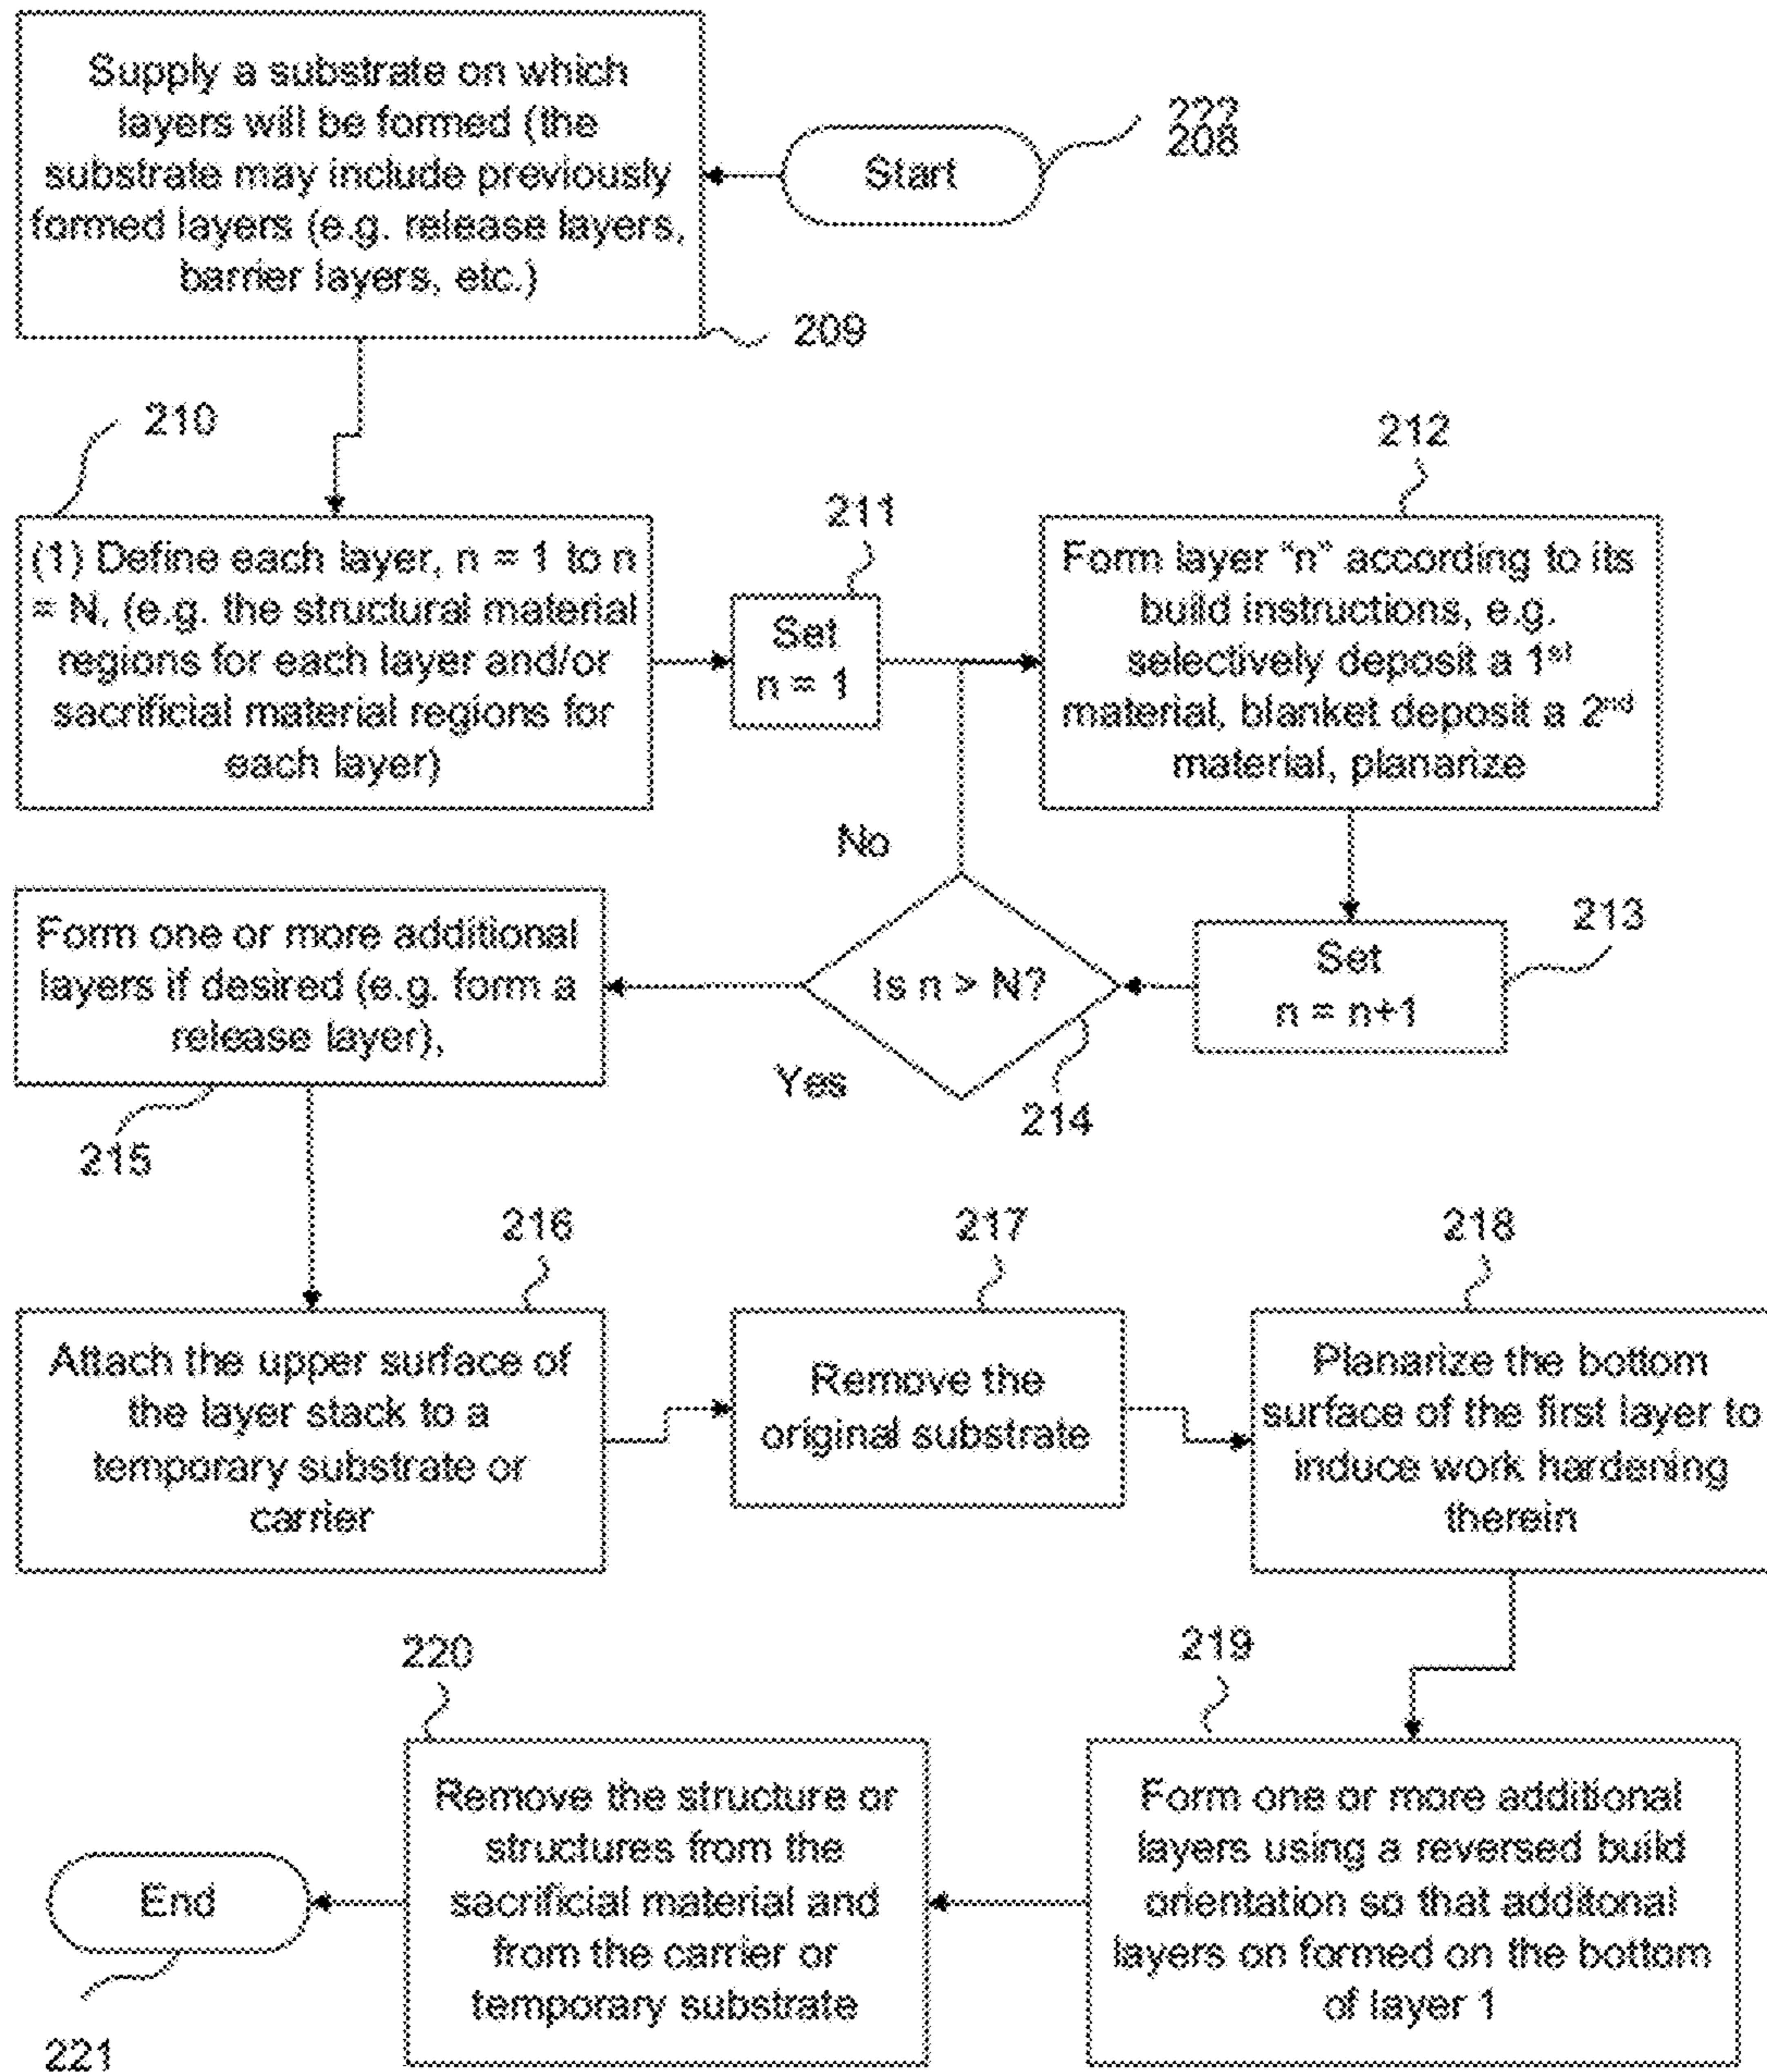 Supply a substrate on which
layers will be formed (the
substrate may include previously
formed layers (e.g. release layers,
barrier layers, etc.)
Start
222
208
209
210
(1) Define each layer, n = 1 to n
= N, (e.g. the structural material
regions for each layer and/or
sacrificial material regions for
each layer)
211
Set
n = 1
212
Form layer "n" according to its
build instructions, e.g.
selectively deposit a 1st
material, blanket deposit a 2nd
material, planarize
No
213
Set
n = n+1
Is n > N?
214
Yes
Form one or more additional
layers if desired (e.g. form a
release layer),
215
216
Attach the upper surface of
the layer stack to a
temporary substrate or
carrier
217
Remove the
original substrate
218
Planarize the bottom
surface of the first layer to
induce work hardening
therein
219
Form one or more additional
layers using a reversed build
orientation so that additonal
layers on formed on the bottom
of layer 1
220
Remove the structure or
structures from the
sacrificial material and
from the carrier or
temporary substrate
End
221